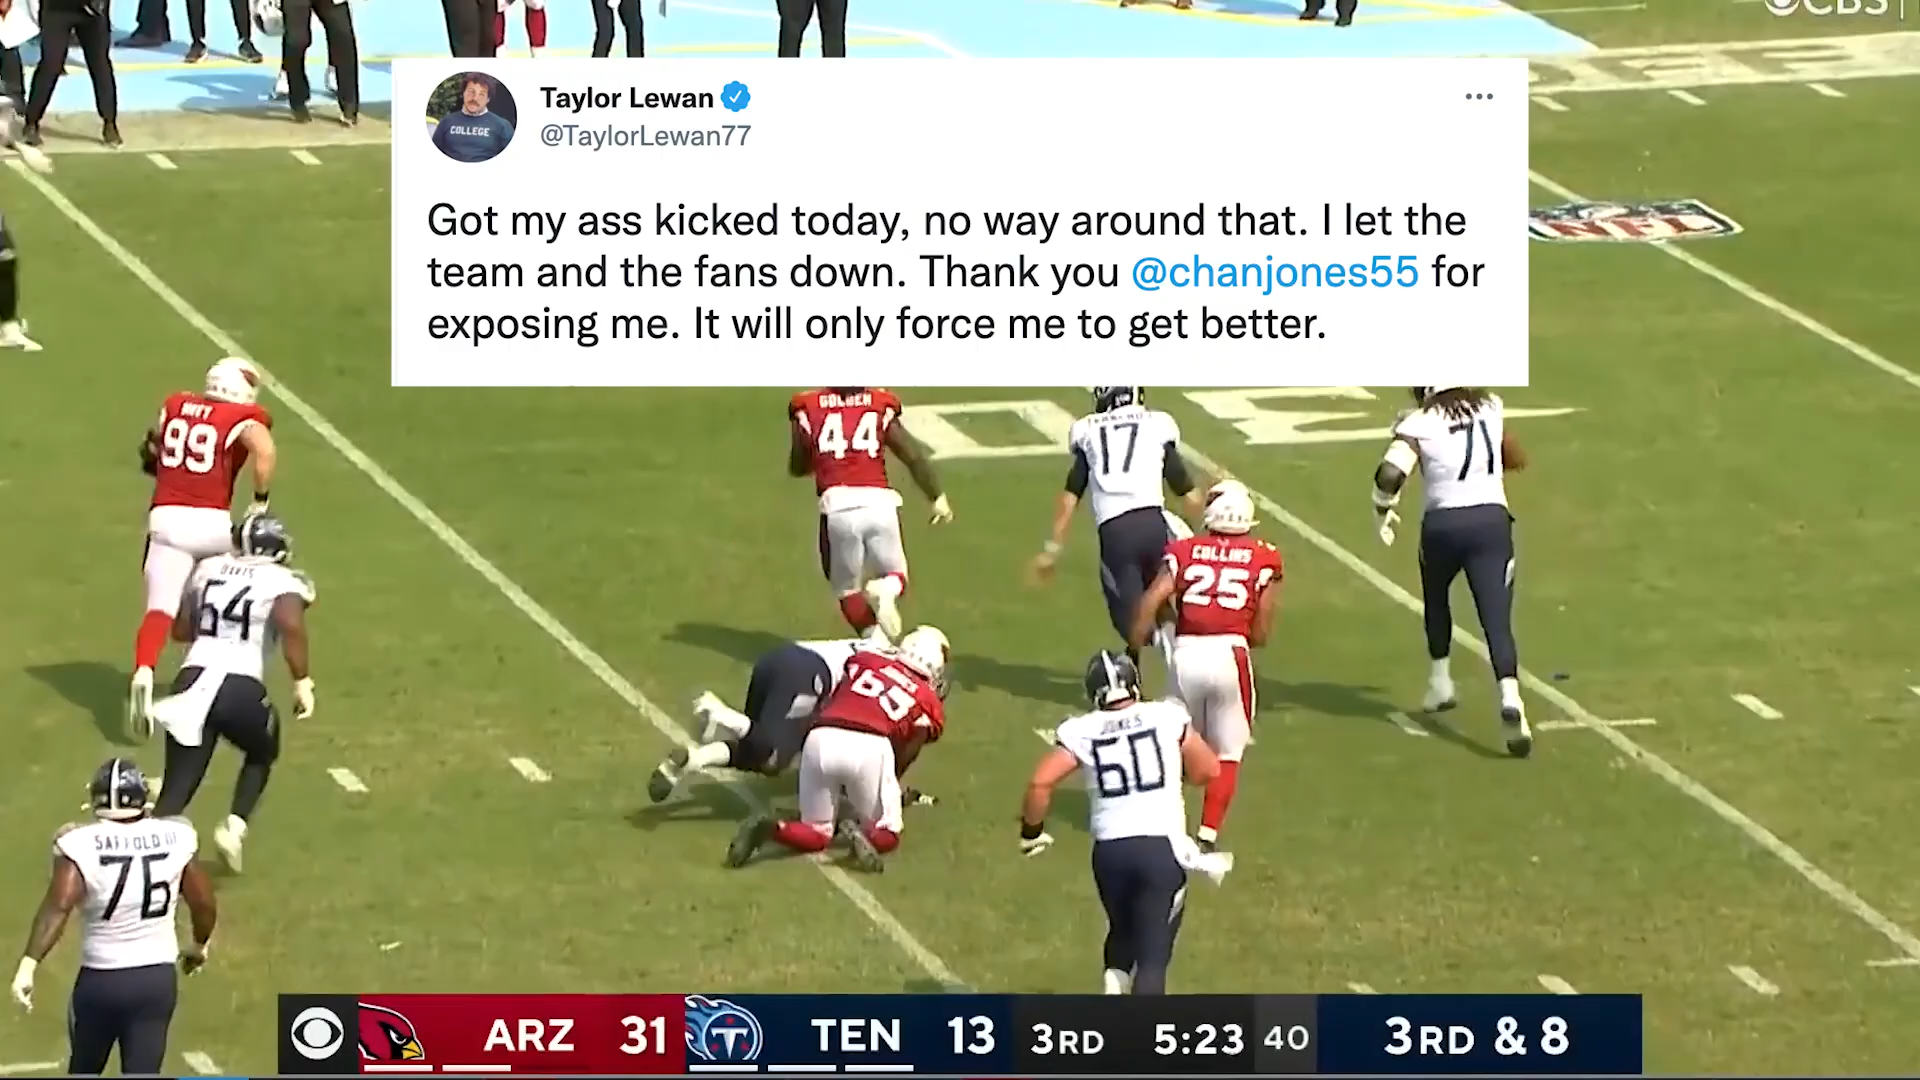 CBS
Taylor Lewan
@TaylorLewan77
Got my ass kicked today, no way around that. I let the
team and the fans down. Thank you @chanjones55 for
exposing me. It will only force me to get better.
NFL
99
GOLDEN
44
17
71
COLLINS
25
DAVIS
64
65
JONES
60
SAFFOLD III
76
COLLEGE
ARZ 31 TEN 13 3RD 5:23 40 3RD & 8